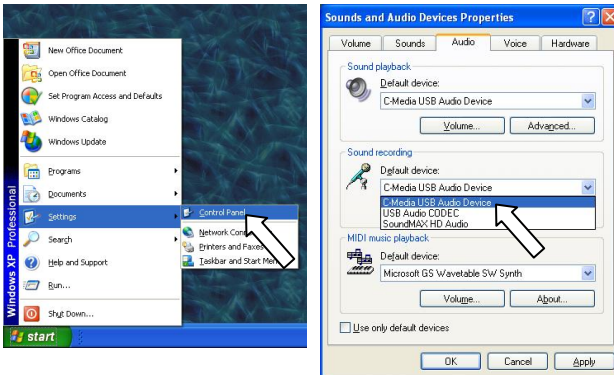 New Office Document
Open Office Document
Set Program Access and Defaults
Windows Catalog
Windows Update
Programs
Documents
Settings
Search
Help and Support
Run...
Shut Down...
Windows XP Professional
Control Panel
Network
Printers and Faxes
Taskbar and Start
start
Sounds and Audio Devices Properties
Volume Sounds Audio Voice Hardware
Sound playback
Default device:
C-Media USB Audio Device
Volume... Advanced...
Sound recording
Default device:
C-Media USB Audio Device
C-Media USB Audio Device
USB Audio CODEC
SoundMAX HD Audio
MIDI music playback
Default device:
Microsoft GS Wavetable SW Synth
Volume... About...
Use only default devices
OK Cancel Apply